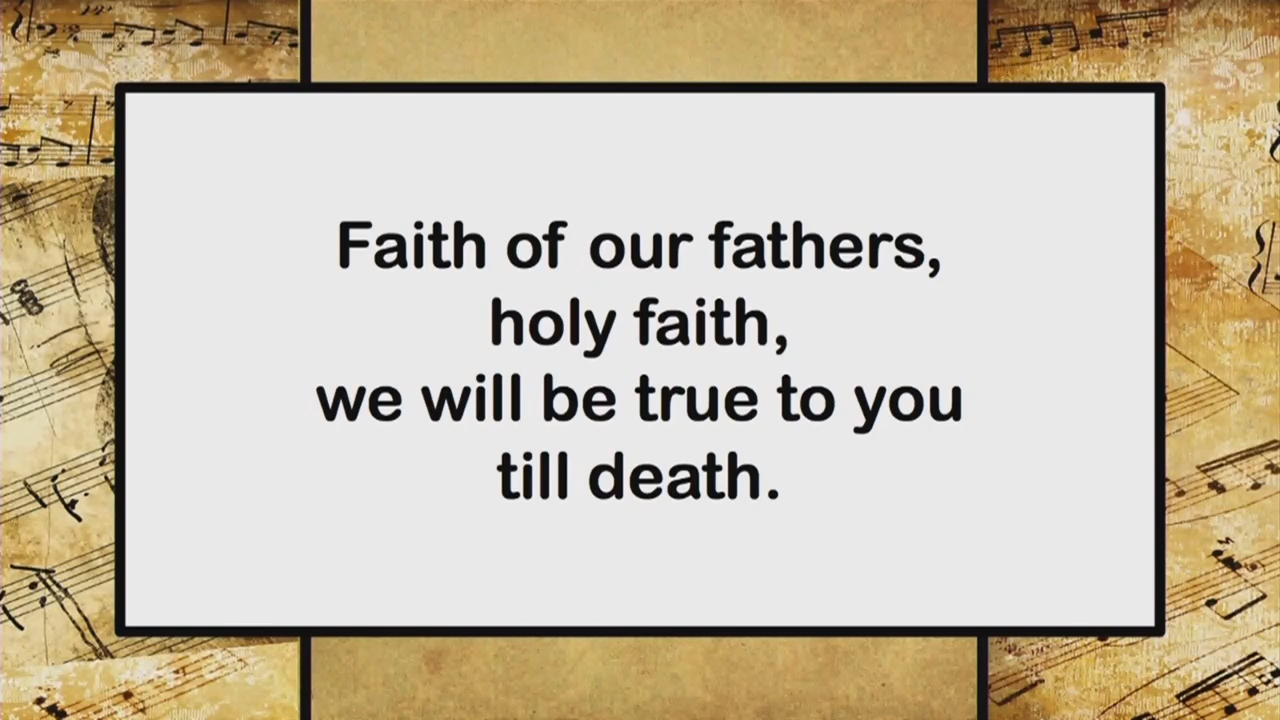 Faith of our fathers,
holy faith,
we will be true to you
till death.